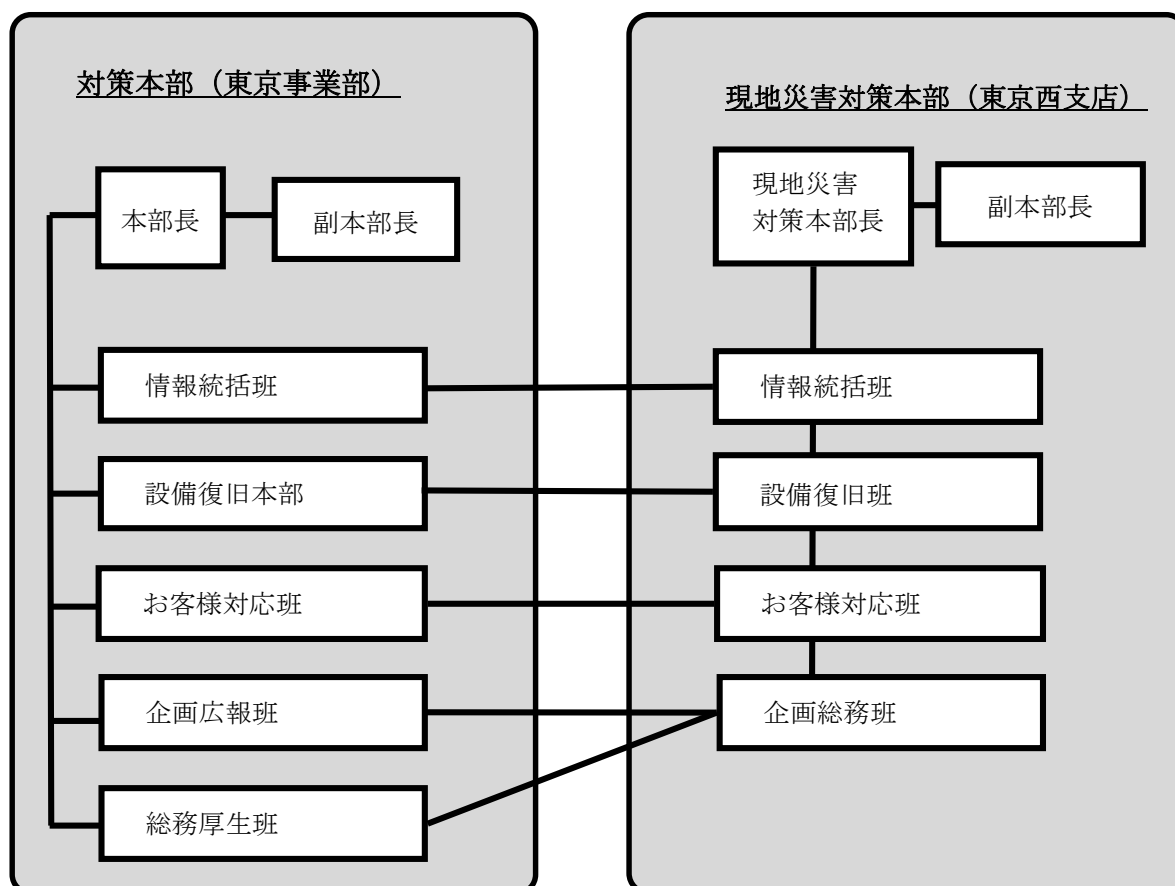 対策本部（東京事業部）
本部長
副本部長
情報統括班
設備復旧本部
お客様対応班
企画広報班
総務厚生班
現地災害対策本部（東京西支店）
現地災害
対策本部長
副本部長
情報統括班
設備復旧班
お客様対応班
企画総務班